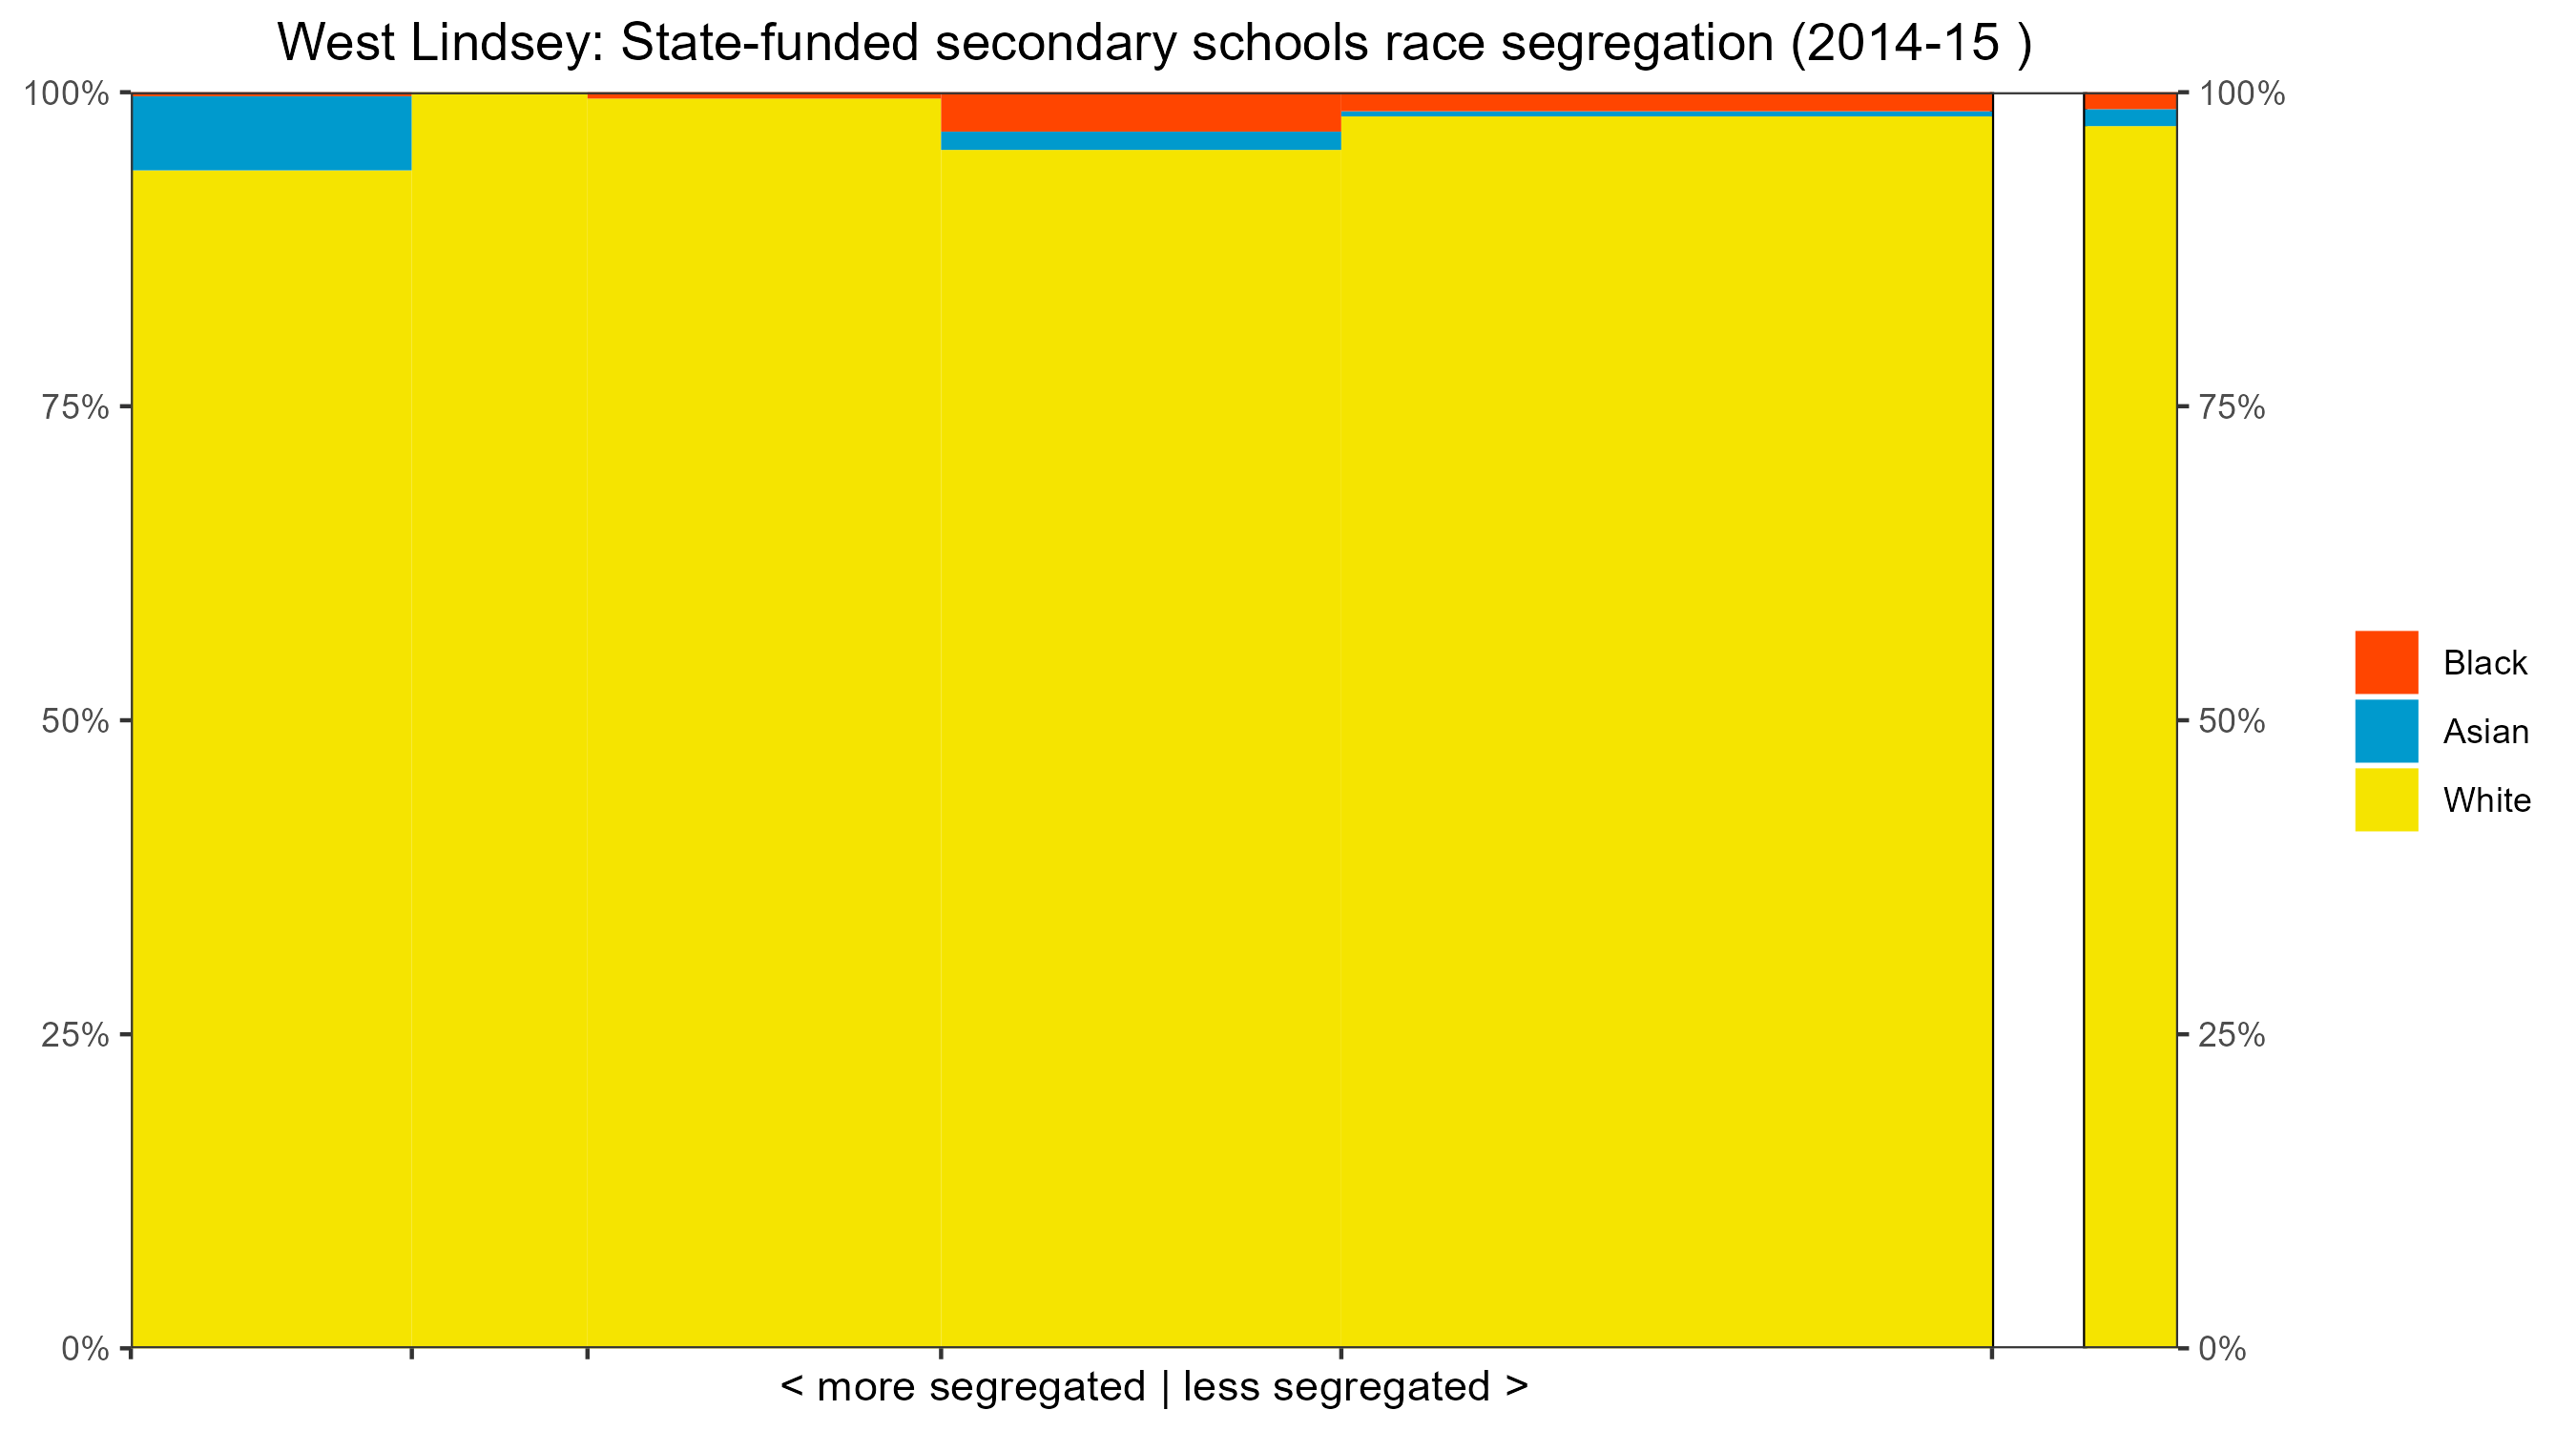 West Lindsey: State-funded secondary schools race segregation (2014-15 )
100%
75%
50%
25%
0%
100%
75%
50%
25%
0%
Black
Asian
White
< more segregated | less segregated >